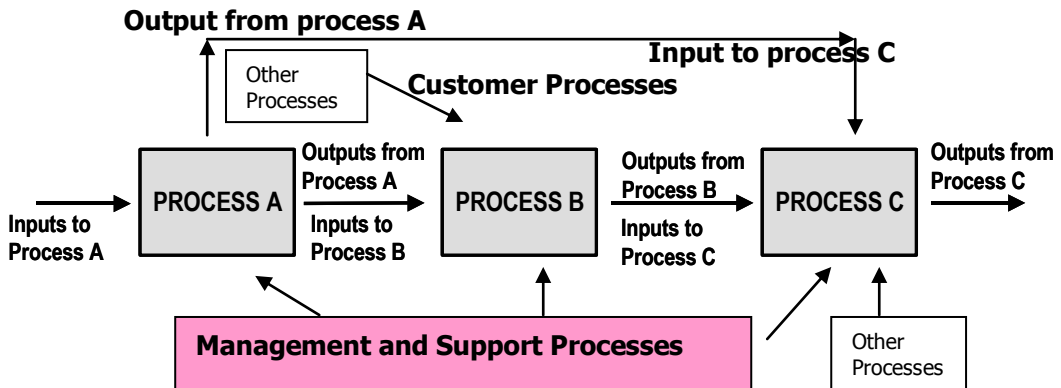 Output from process A
Input to process C
Other
Processes
Customer Processes
Outputs from
Process A
Outputs from
Process B
Outputs from
Process C
PROCESS A
PROCESS B
PROCESS C
Inputs to
Process A
Inputs to
Process B
Inputs to
Process C
Management and Support Processes
Other
Processes